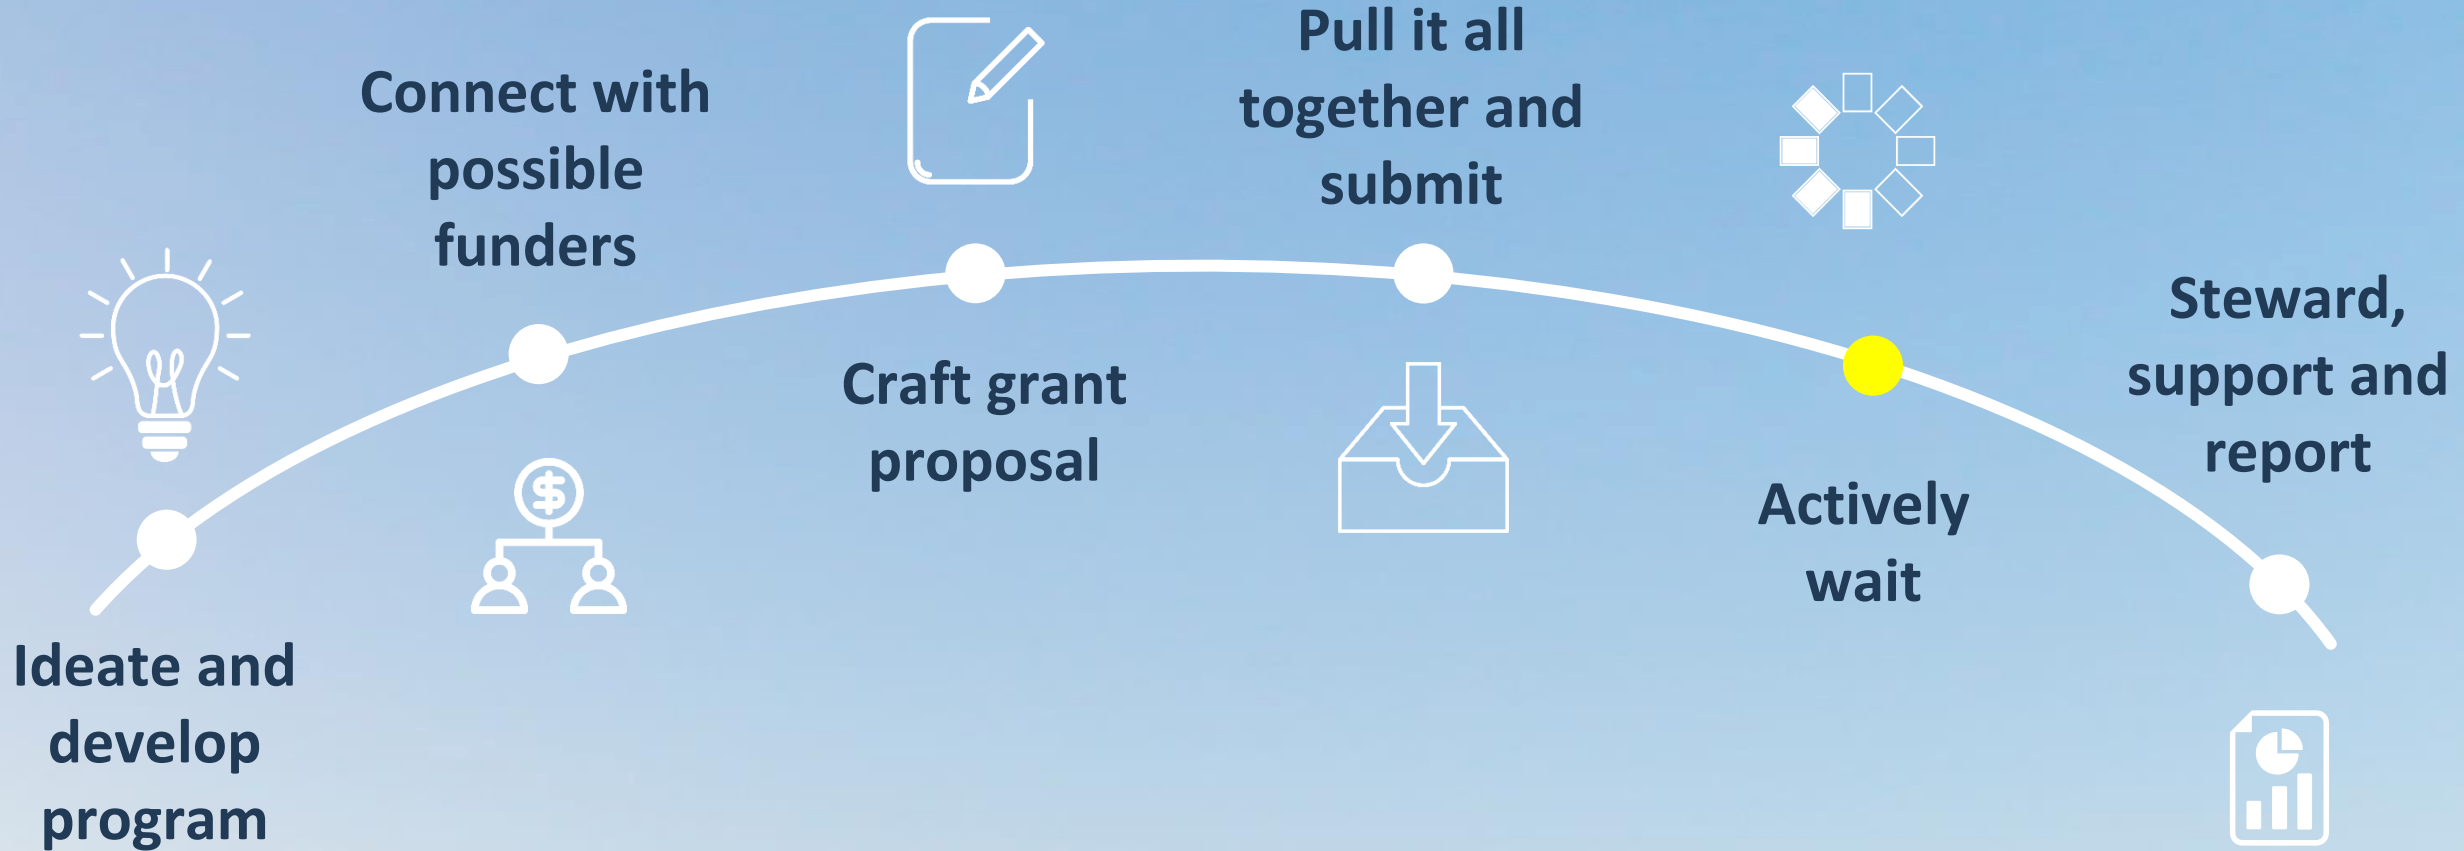 Ideate and
develop
program
Connect with
possible
funders
Craft grant
proposal
Pull it all
together and
submit
Actively
wait
Steward,
support and
report
$